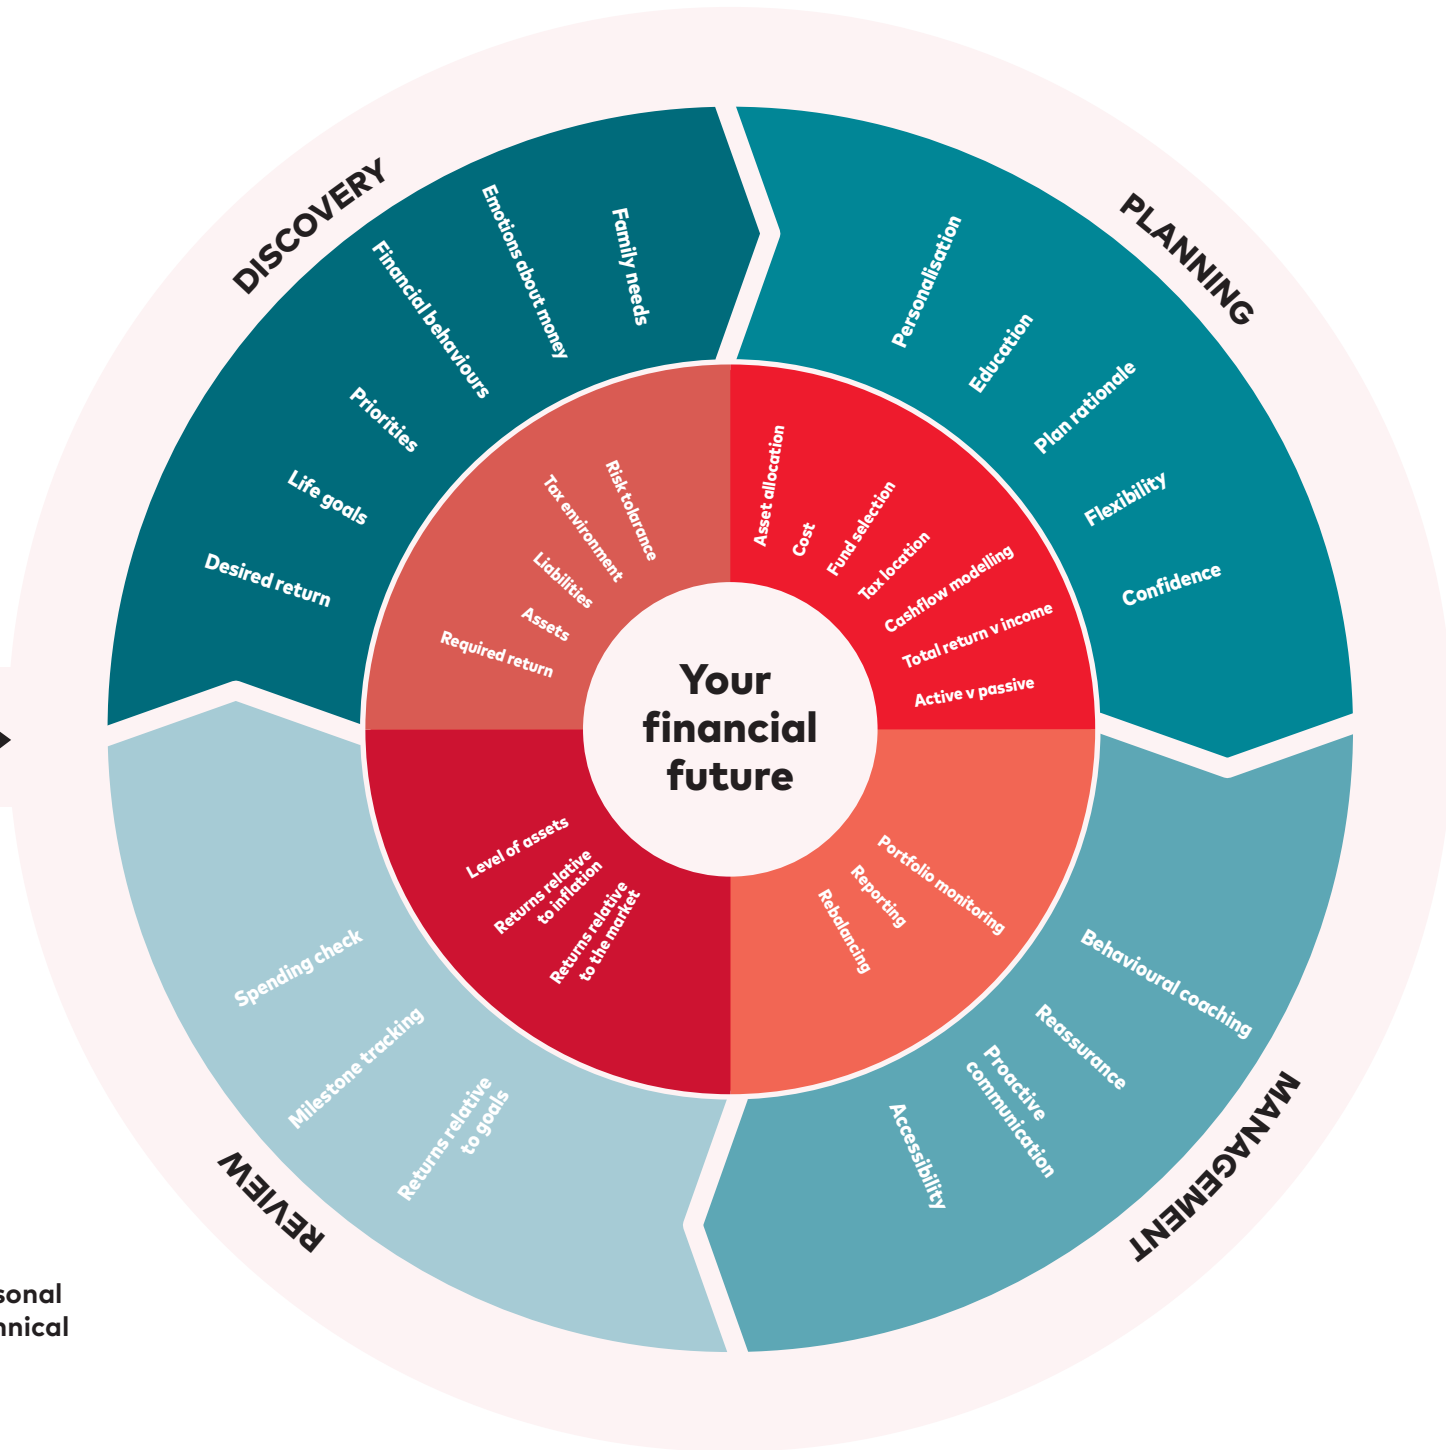 DISCOVERY
Desired return
Life goals
Priorities
Financial behaviours
Emotions about money
Family needs
PLANNING
Personalisation
Education
Plan rationale
Flexibility
Confidence
MANAGEMENT
Behavioural coaching
Reassurance
Proactive
communication
Accessibility
REVIEW
Returns relative
to goals
Milestone tracking
Spending check
Required return
Assets
Liabilities
Tax environment
Risk tolarance
Asset allocation
Cost
Fund selection
Tax location
Cashflow modelling
Total return v income
Active v passive
Portfolio monitoring
Reporting
Rebalancing
Returns relative
to the market
Returns relative
to inflation
Level of assets
Your
financial
future
sonal
hnical